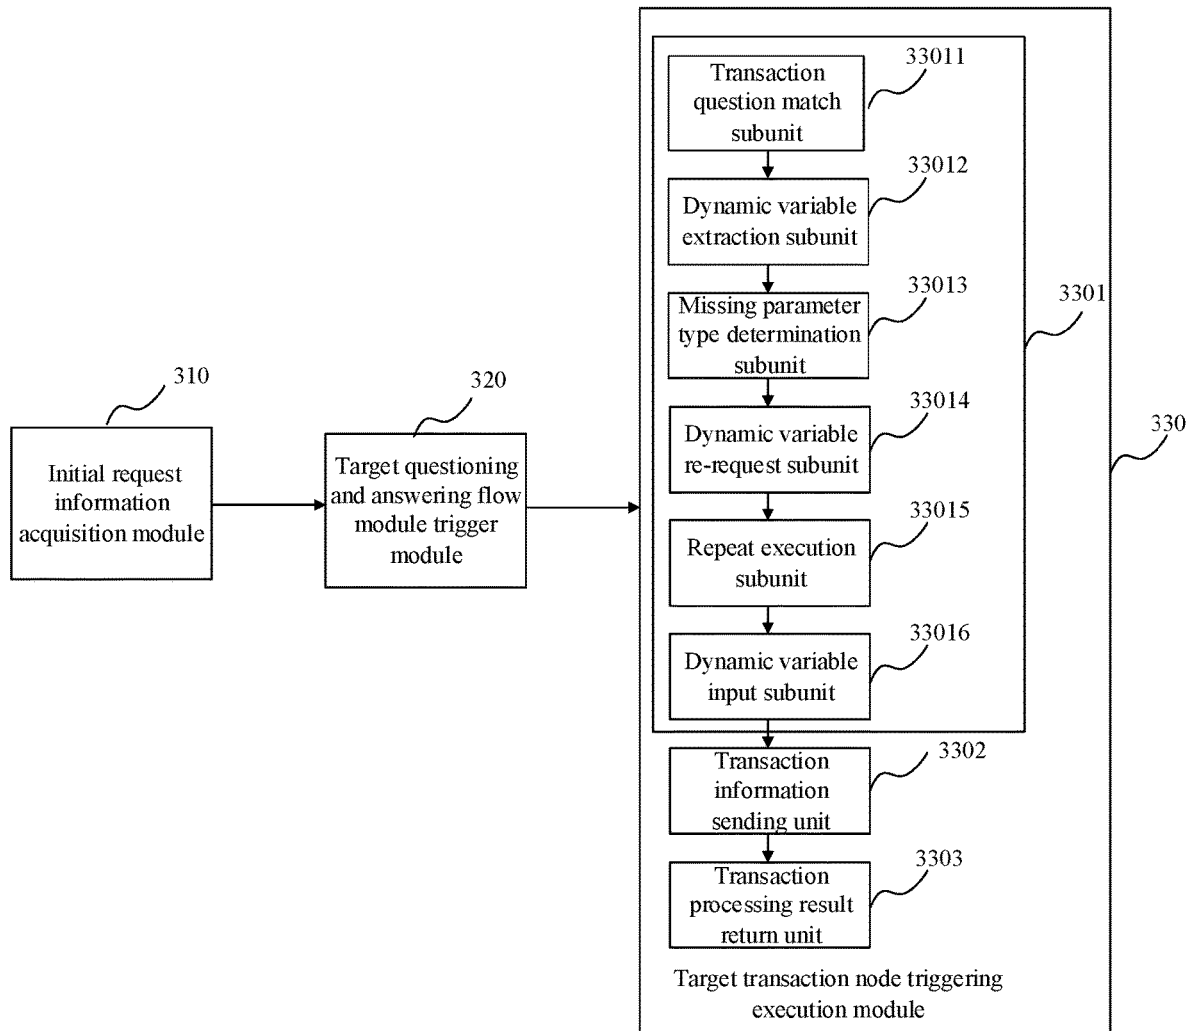 33011
Transaction
question match
subunit
33012
Dynamic variable
extraction subunit
33013
Missing parameter
type determination
subunit
3301
310
320
33014
Dynamic variable
re-request subunit
330
Initial request
information
acquisition module
Target questioning
and answering flow
module trigger
module
33015
Repeat execution
subunit
33016
Dynamic variable
input subunit
3302
Transaction
information
sending unit
3303
Transaction
processing result
return unit
Target transaction node triggering
execution module